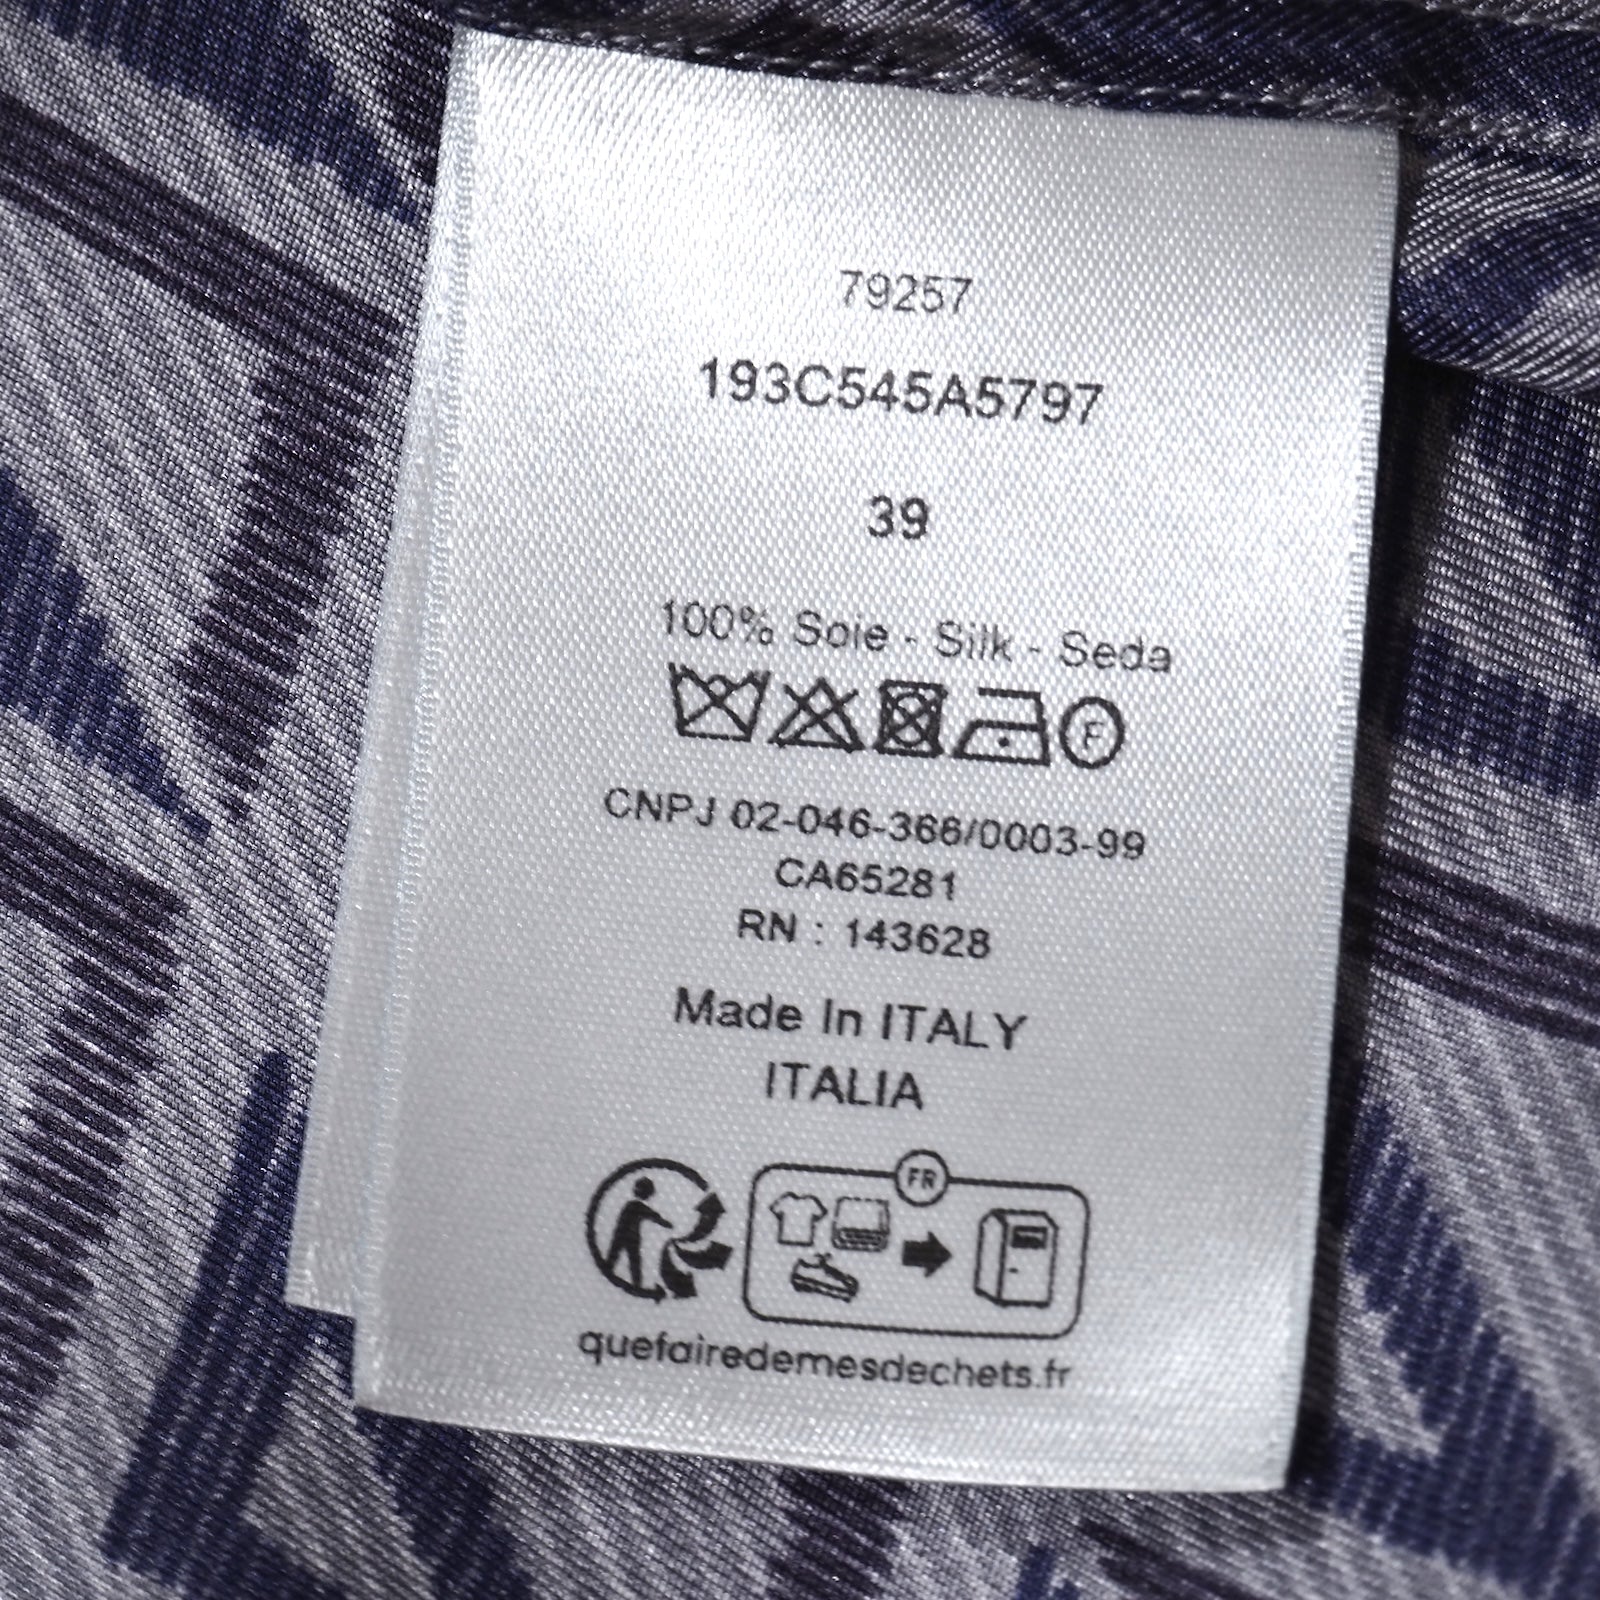 79257
193C545A5797
39
100% Soie - Silk - Seda
F
CNPJ 02-046-366/0003-99
CA65281
RN : 143628
Made In ITALY
ITALIA
FR
quefairedemesdechets.fr